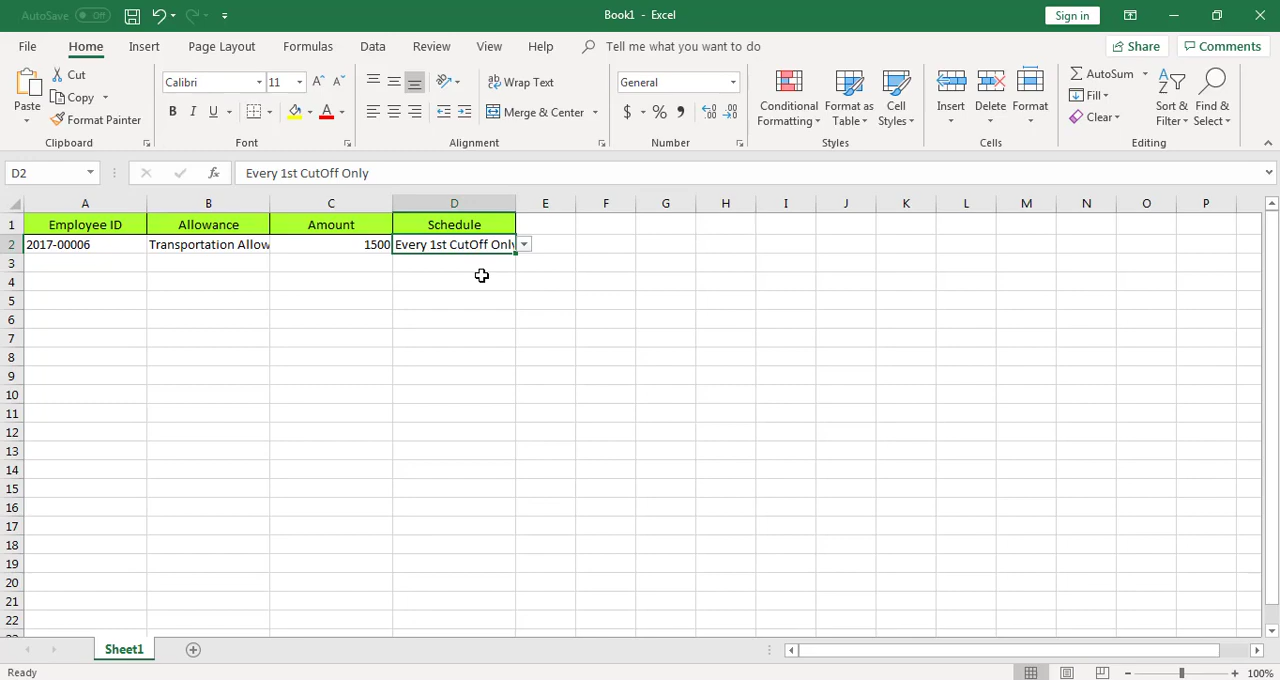 AutoSave Off
Book1 - Excel
Sign in
File Home Insert Page Layout Formulas Data Review View Help Tell me what you want to do Share Comments
Paste
Cut
Copy
Format Painter
Clipboard
Calibri 11 A^ A˅
B I U A
Font
ab Wrap Text
Merge & Center
Alignment
General
$ % ,
Number
Conditional Formatting
Format as Table
Cell Styles
Styles
Insert Delete Format
Cells
AutoSum
Fill
Clear
Sort & Filter
Find & Select
Editing
D2 fx Every 1st CutOff Only
A B C D E F G H I J K L M N O P
1 Employee ID Allowance Amount Schedule
2 2017-00006 Transportation Allow 1500 Every 1st CutOff Only
3
4
5
6
7
8
9
10
11
12
13
14
15
16
17
18
19
20
21
22
Sheet1
Ready 100%